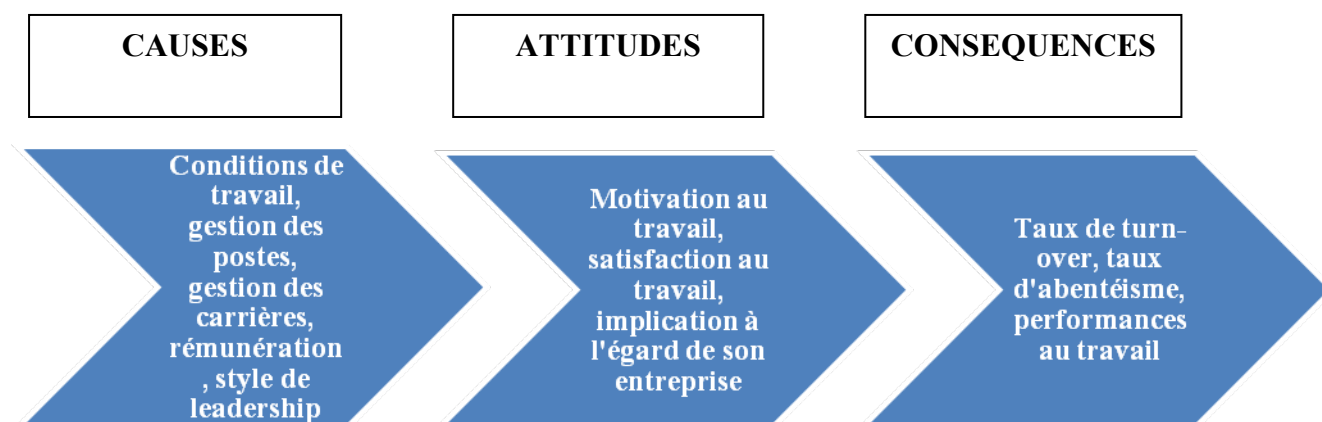 CAUSES
ATTITUDES
CONSEQUENCES
Conditions de
travail,
gestion des
postes,
gestion des
carrières,
rémunération
, style de
leadership
Motivation au
travail,
satisfaction au
travail,
implication à
l'égard de son
entreprise
Taux de turn-
over, taux
d'abentéisme,
performances
au travail